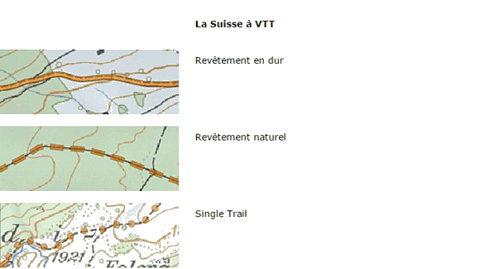 La Suisse à VTT
Revêtement en dur
Revêtement naturel
Single Trail
1921